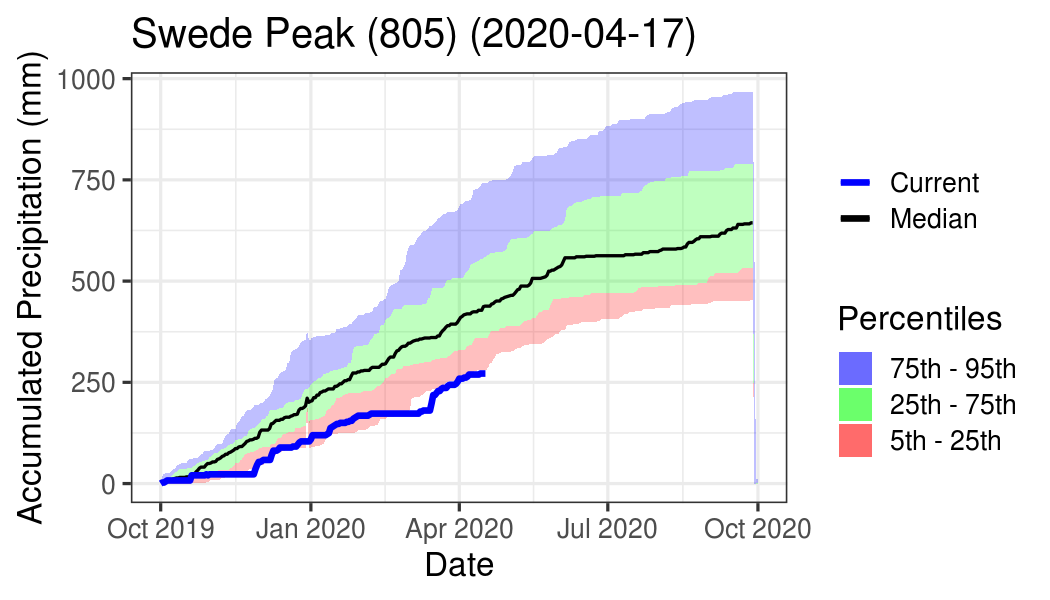 Swede Peak (805) (2020-04-17)
Accumulated Precipitation (mm)
1000
750
500
250
0
Oct 2019 Jan 2020 Apr 2020 Jul 2020 Oct 2020
Date
Current
Median
Percentiles
75th - 95th
25th - 75th
5th - 25th